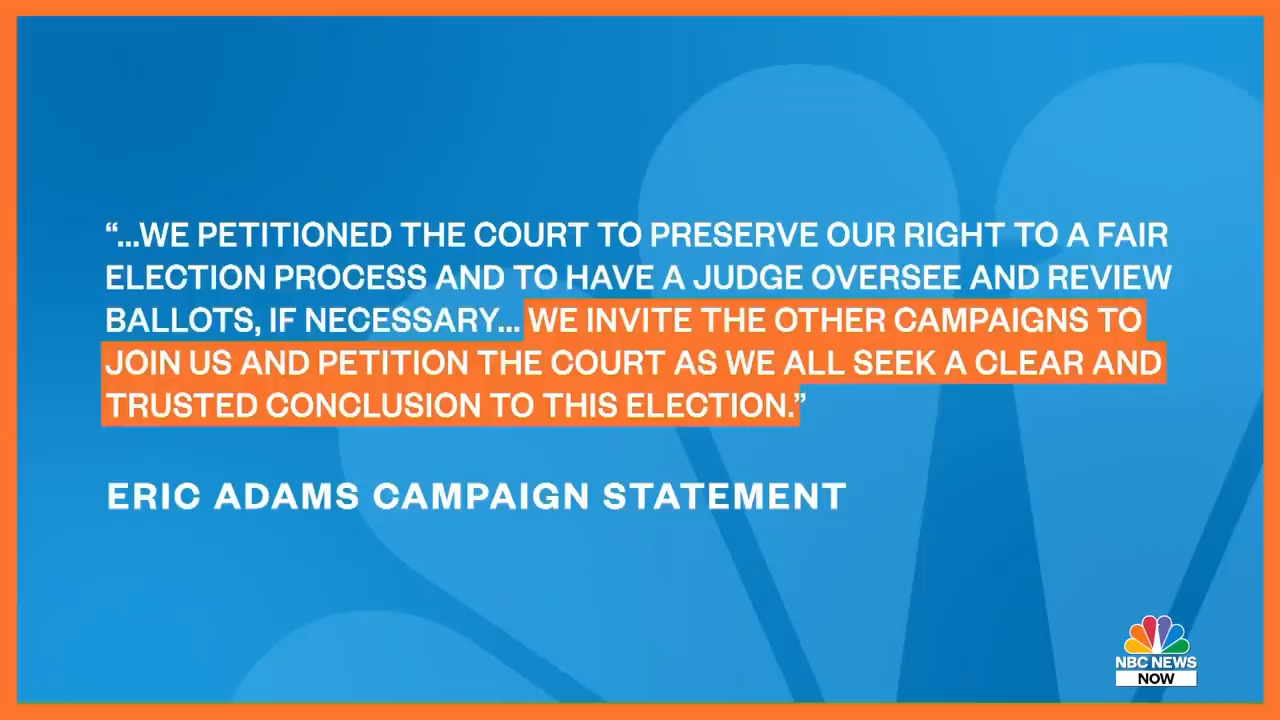 “...WE PETITIONED THE COURT TO PRESERVE OUR RIGHT TO A FAIR
ELECTION PROCESS AND TO HAVE A JUDGE OVERSEE AND REVIEW
BALLOTS, IF NECESSARY... WE INVITE THE OTHER CAMPAIGNS TO
JOIN US AND PETITION THE COURT AS WE ALL SEEK A CLEAR AND
TRUSTED CONCLUSION TO THIS ELECTION.”
ERIC ADAMS CAMPAIGN STATEMENT
NBC NEWS
NOW